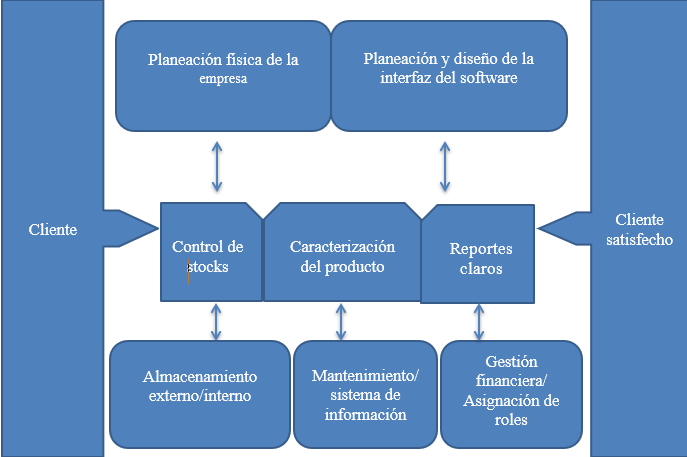 Planeación física de la
empresa
Planeación y diseño de la
interfaz del software
Cliente
Control de
stocks
Caracterización
del producto
Reportes
claros
Cliente
satisfecho
Almacenamiento
externo/interno
Mantenimiento/
sistema de
información
Gestión
financiera/
Asignación de
roles